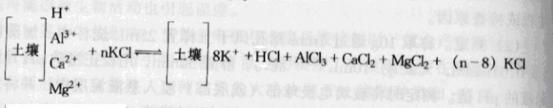 H⁺
[土壤] Al³⁺ + nKCl ⇌ [土壤] 8K⁺ + HCl + AlCl₃ + CaCl₂ + MgCl₂ + (n-8) KCl
Ca²⁺
Mg²⁺